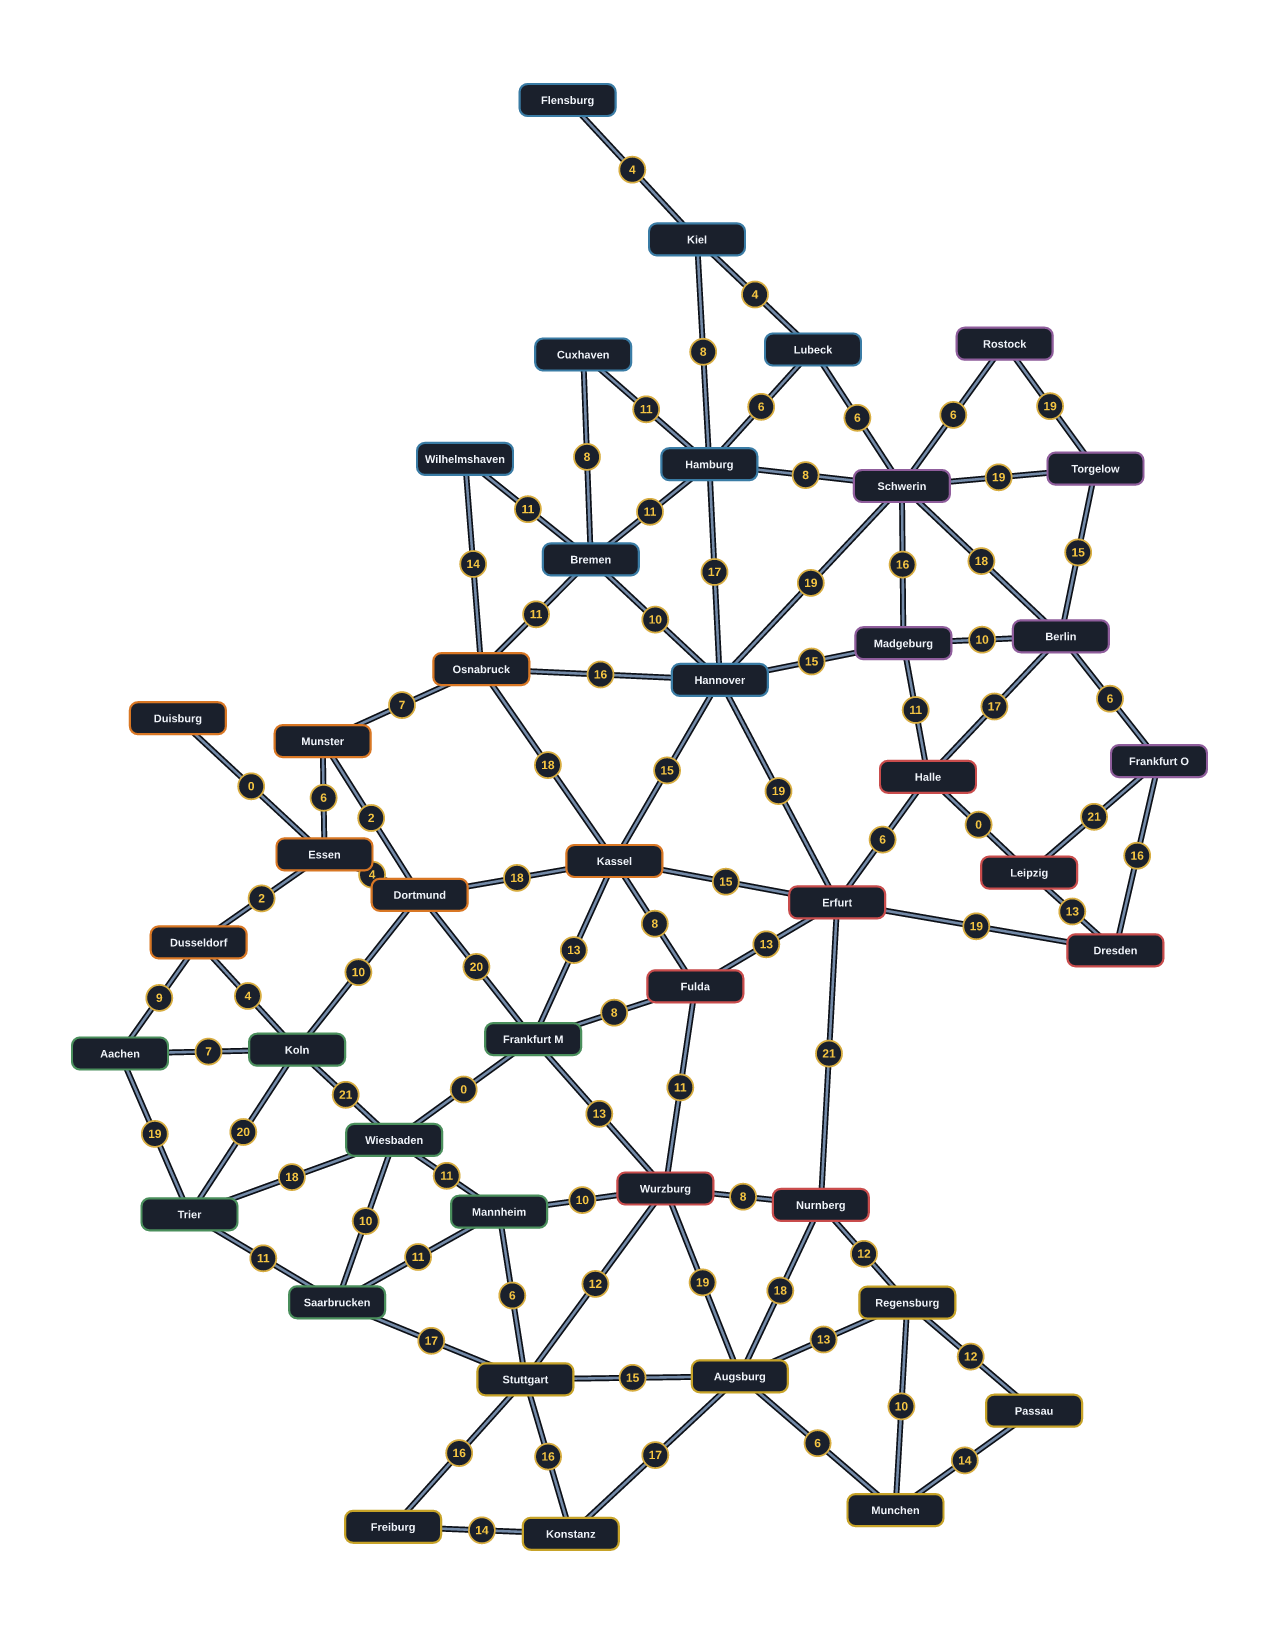 Flensburg
4
Kiel
4
8
Lubeck
Rostock
Cuxhaven
11
6
6
6
19
Wilhelmshaven
8
Hamburg
8
Schwerin
19
Torgelow
11
11
14
Bremen
17
19
16
18
15
11
10
Osnabruck
16
Hannover
15
Madgeburg
10
Berlin
7
11
17
6
Duisburg
Munster
0
6
2
18
15
19
Halle
Frankfurt O
6
0
21
16
Essen
4
Dortmund
18
Kassel
15
Erfurt
Leipzig
13
2
Dusseldorf
10
20
13
8
13
19
Dresden
9
4
Fulda
Aachen
7
Koln
Frankfurt M
8
21
21
0
13
11
19
20
Wiesbaden
18
11
10
Trier
10
Mannheim
10
Wurzburg
8
Nurnberg
11
11
6
12
19
18
12
Saarbrucken
17
Regensburg
13
12
Stuttgart
15
Augsburg
10
Passau
16
16
17
6
14
Freiburg
14
Konstanz
Munchen